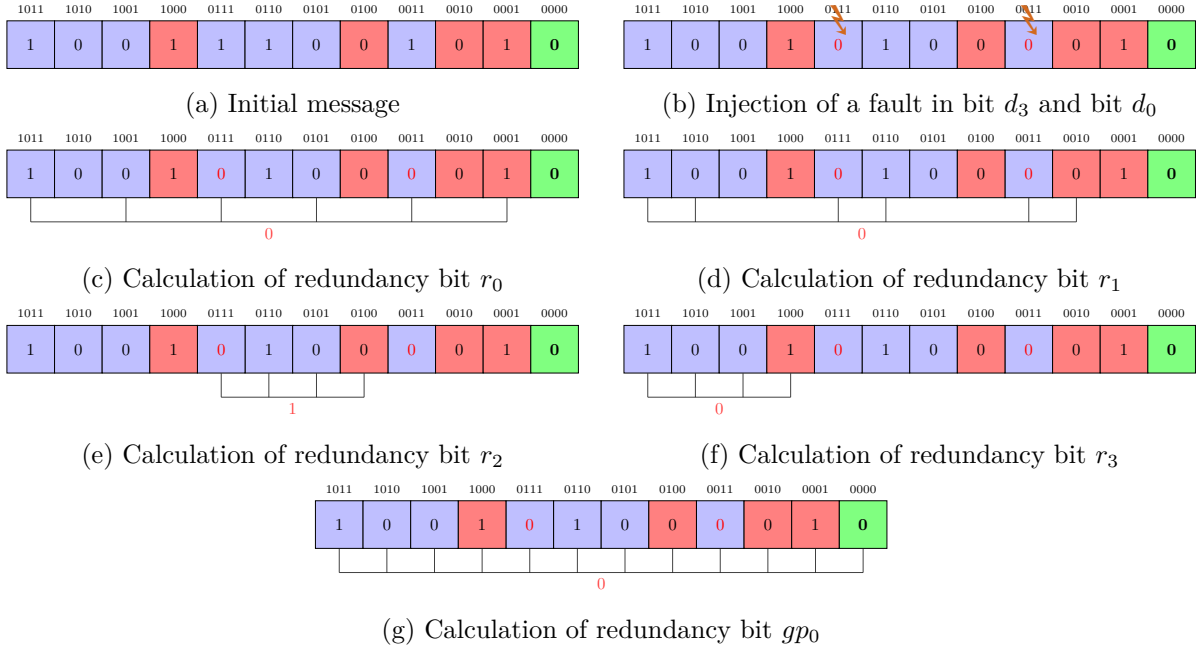 1011 1010 1001 1000 0111 0110 0101 0100 0011 0010 0001 0000
1 0 0 1 1 1 0 0 1 0 1 0
(a) Initial message
1011 1010 1001 1000 0111 0110 0101 0100 0011 0010 0001 0000
1 0 0 1 0 1 0 0 0 0 1 0
(b) Injection of a fault in bit d3 and bit d0
1011 1010 1001 1000 0111 0110 0101 0100 0011 0010 0001 0000
1 0 0 1 0 1 0 0 0 0 1 0
0
(c) Calculation of redundancy bit r0
1011 1010 1001 1000 0111 0110 0101 0100 0011 0010 0001 0000
1 0 0 1 0 1 0 0 0 0 1 0
0
(d) Calculation of redundancy bit r1
1011 1010 1001 1000 0111 0110 0101 0100 0011 0010 0001 0000
1 0 0 1 0 1 0 0 0 0 1 0
1
(e) Calculation of redundancy bit r2
1011 1010 1001 1000 0111 0110 0101 0100 0011 0010 0001 0000
1 0 0 1 0 1 0 0 0 0 1 0
0
(f) Calculation of redundancy bit r3
1011 1010 1001 1000 0111 0110 0101 0100 0011 0010 0001 0000
1 0 0 1 0 1 0 0 0 0 1 0
0
(g) Calculation of redundancy bit gp0